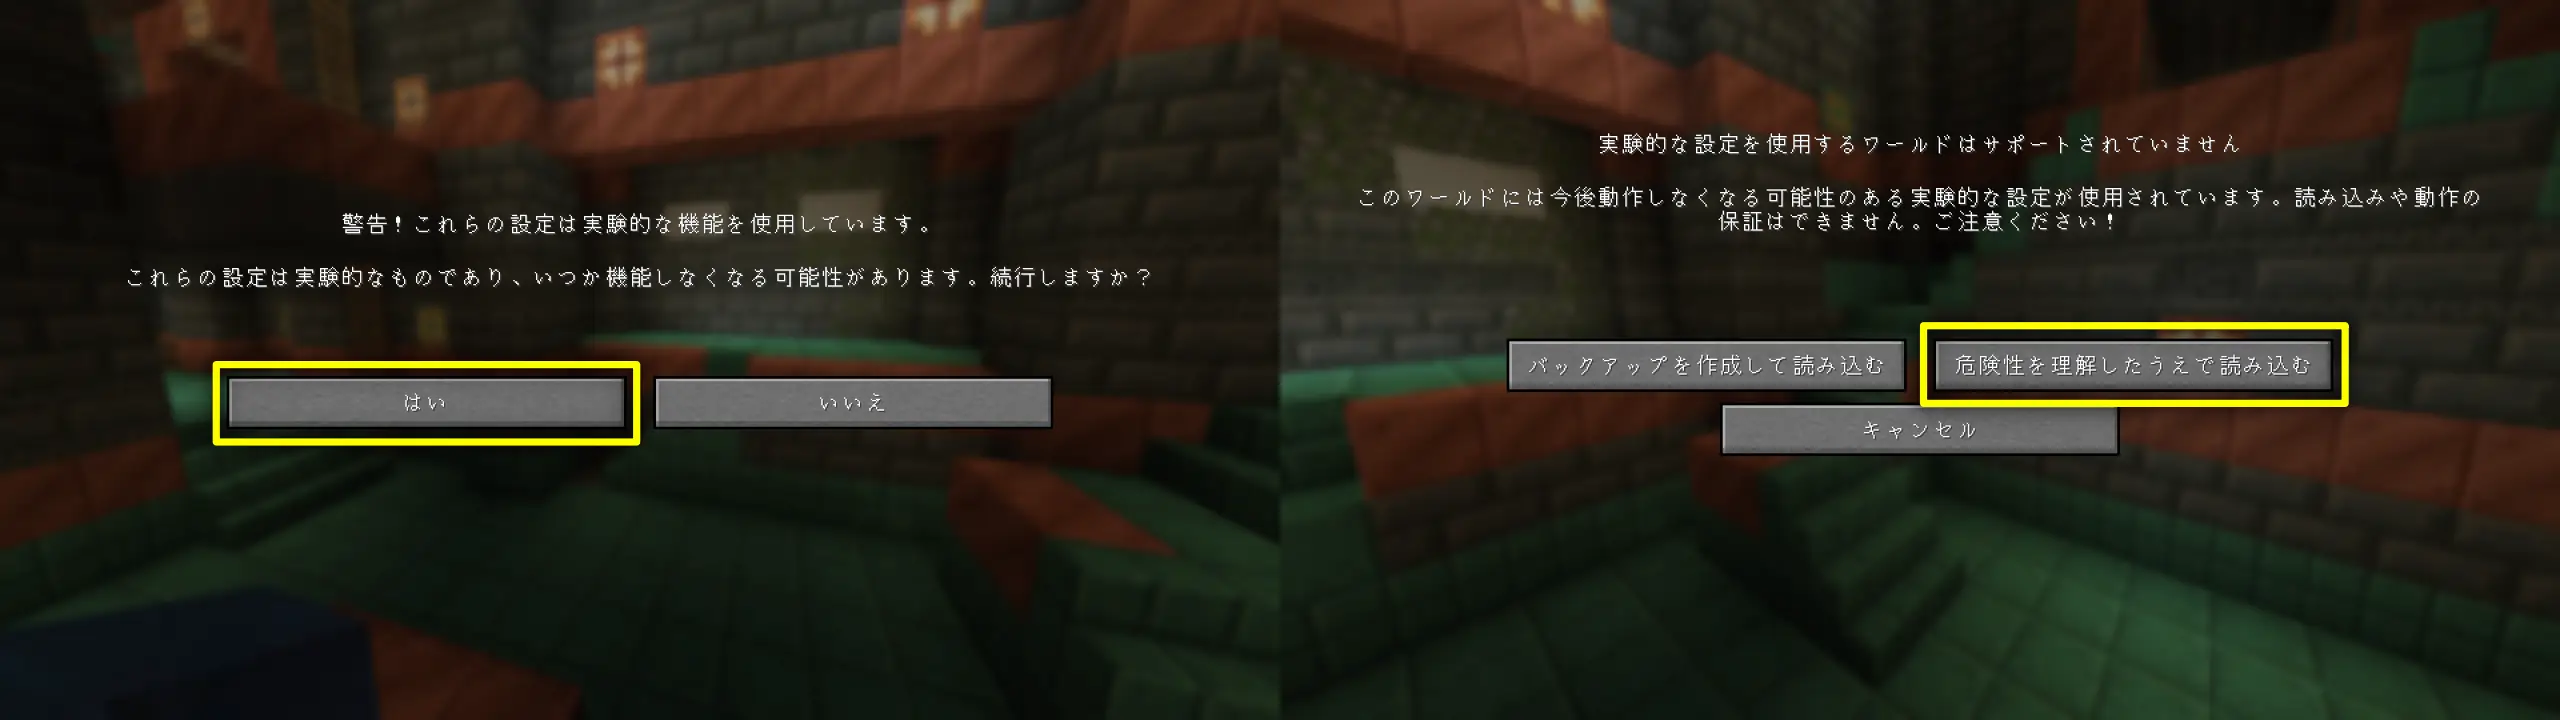 警告！これらの設定は実験的な機能を使用しています。
これらの設定は実験的なものであり、いつか機能しなくなる可能性があります。続行しますか？
はい
いいえ
実験的な設定を使用するワールドはサポートされていません
このワールドには今後動作しなくなる可能性のある実験的な設定が使用されています。読み込みや動作の
保証はできません。ご注意ください！
バックアップを作成して読み込む
危険性を理解したうえで読み込む
キャンセル